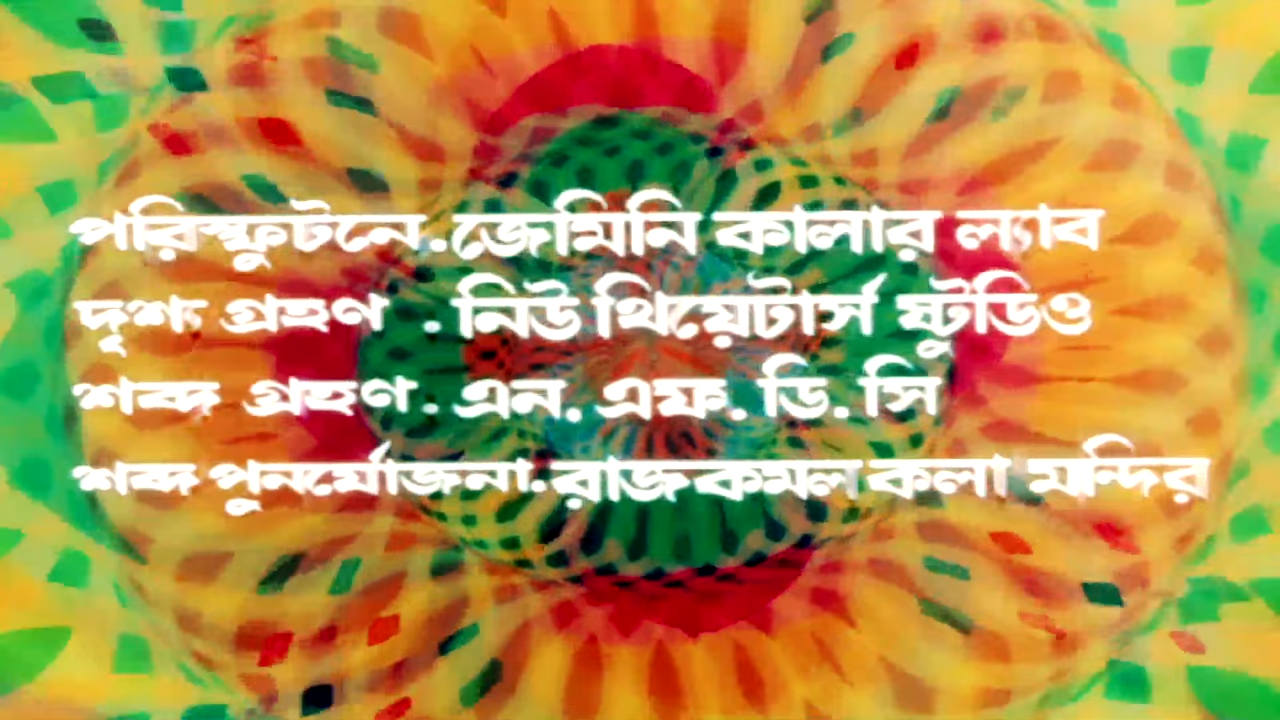 পরিস্ফুটনে.জেমিনি কালার ল্যাব
দৃশ্য গ্রহণ . নিউ থিয়েটার্স ষ্টুডিও
শব্দ গ্রহণ . এন. এফ. ডি. সি
শব্দ পুনর্যোজনা.রাজকমল কলা মন্দির